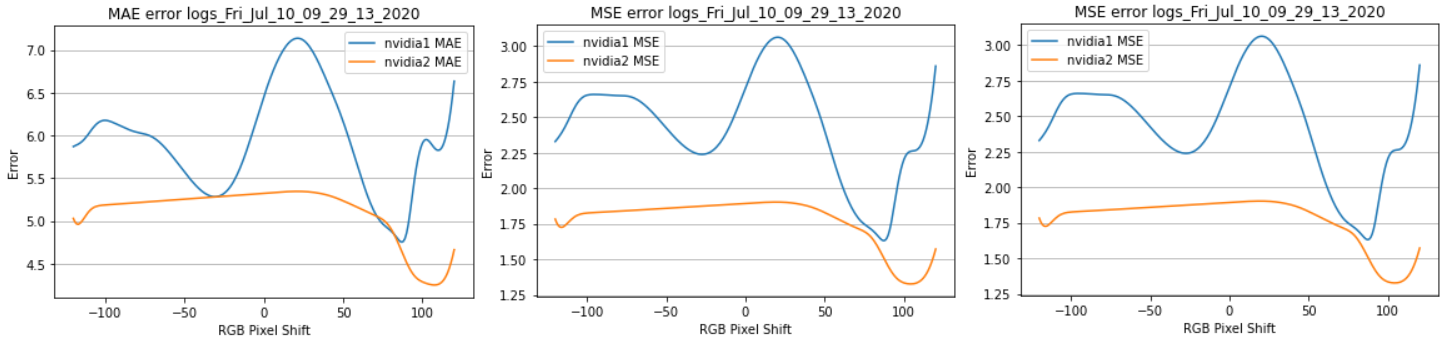 MAE error logs_Fri_Jul_10_09_29_13_2020
nvidia1 MAE
nvidia2 MAE
Error
7.0
6.5
6.0
5.5
5.0
4.5
−100
−50
0
50
100
RGB Pixel Shift
MSE error logs_Fri_Jul_10_09_29_13_2020
nvidia1 MSE
nvidia2 MSE
Error
3.00
2.75
2.50
2.25
2.00
1.75
1.50
1.25
−100
−50
0
50
100
RGB Pixel Shift
MSE error logs_Fri_Jul_10_09_29_13_2020
nvidia1 MSE
nvidia2 MSE
Error
3.00
2.75
2.50
2.25
2.00
1.75
1.50
1.25
−100
−50
0
50
100
RGB Pixel Shift